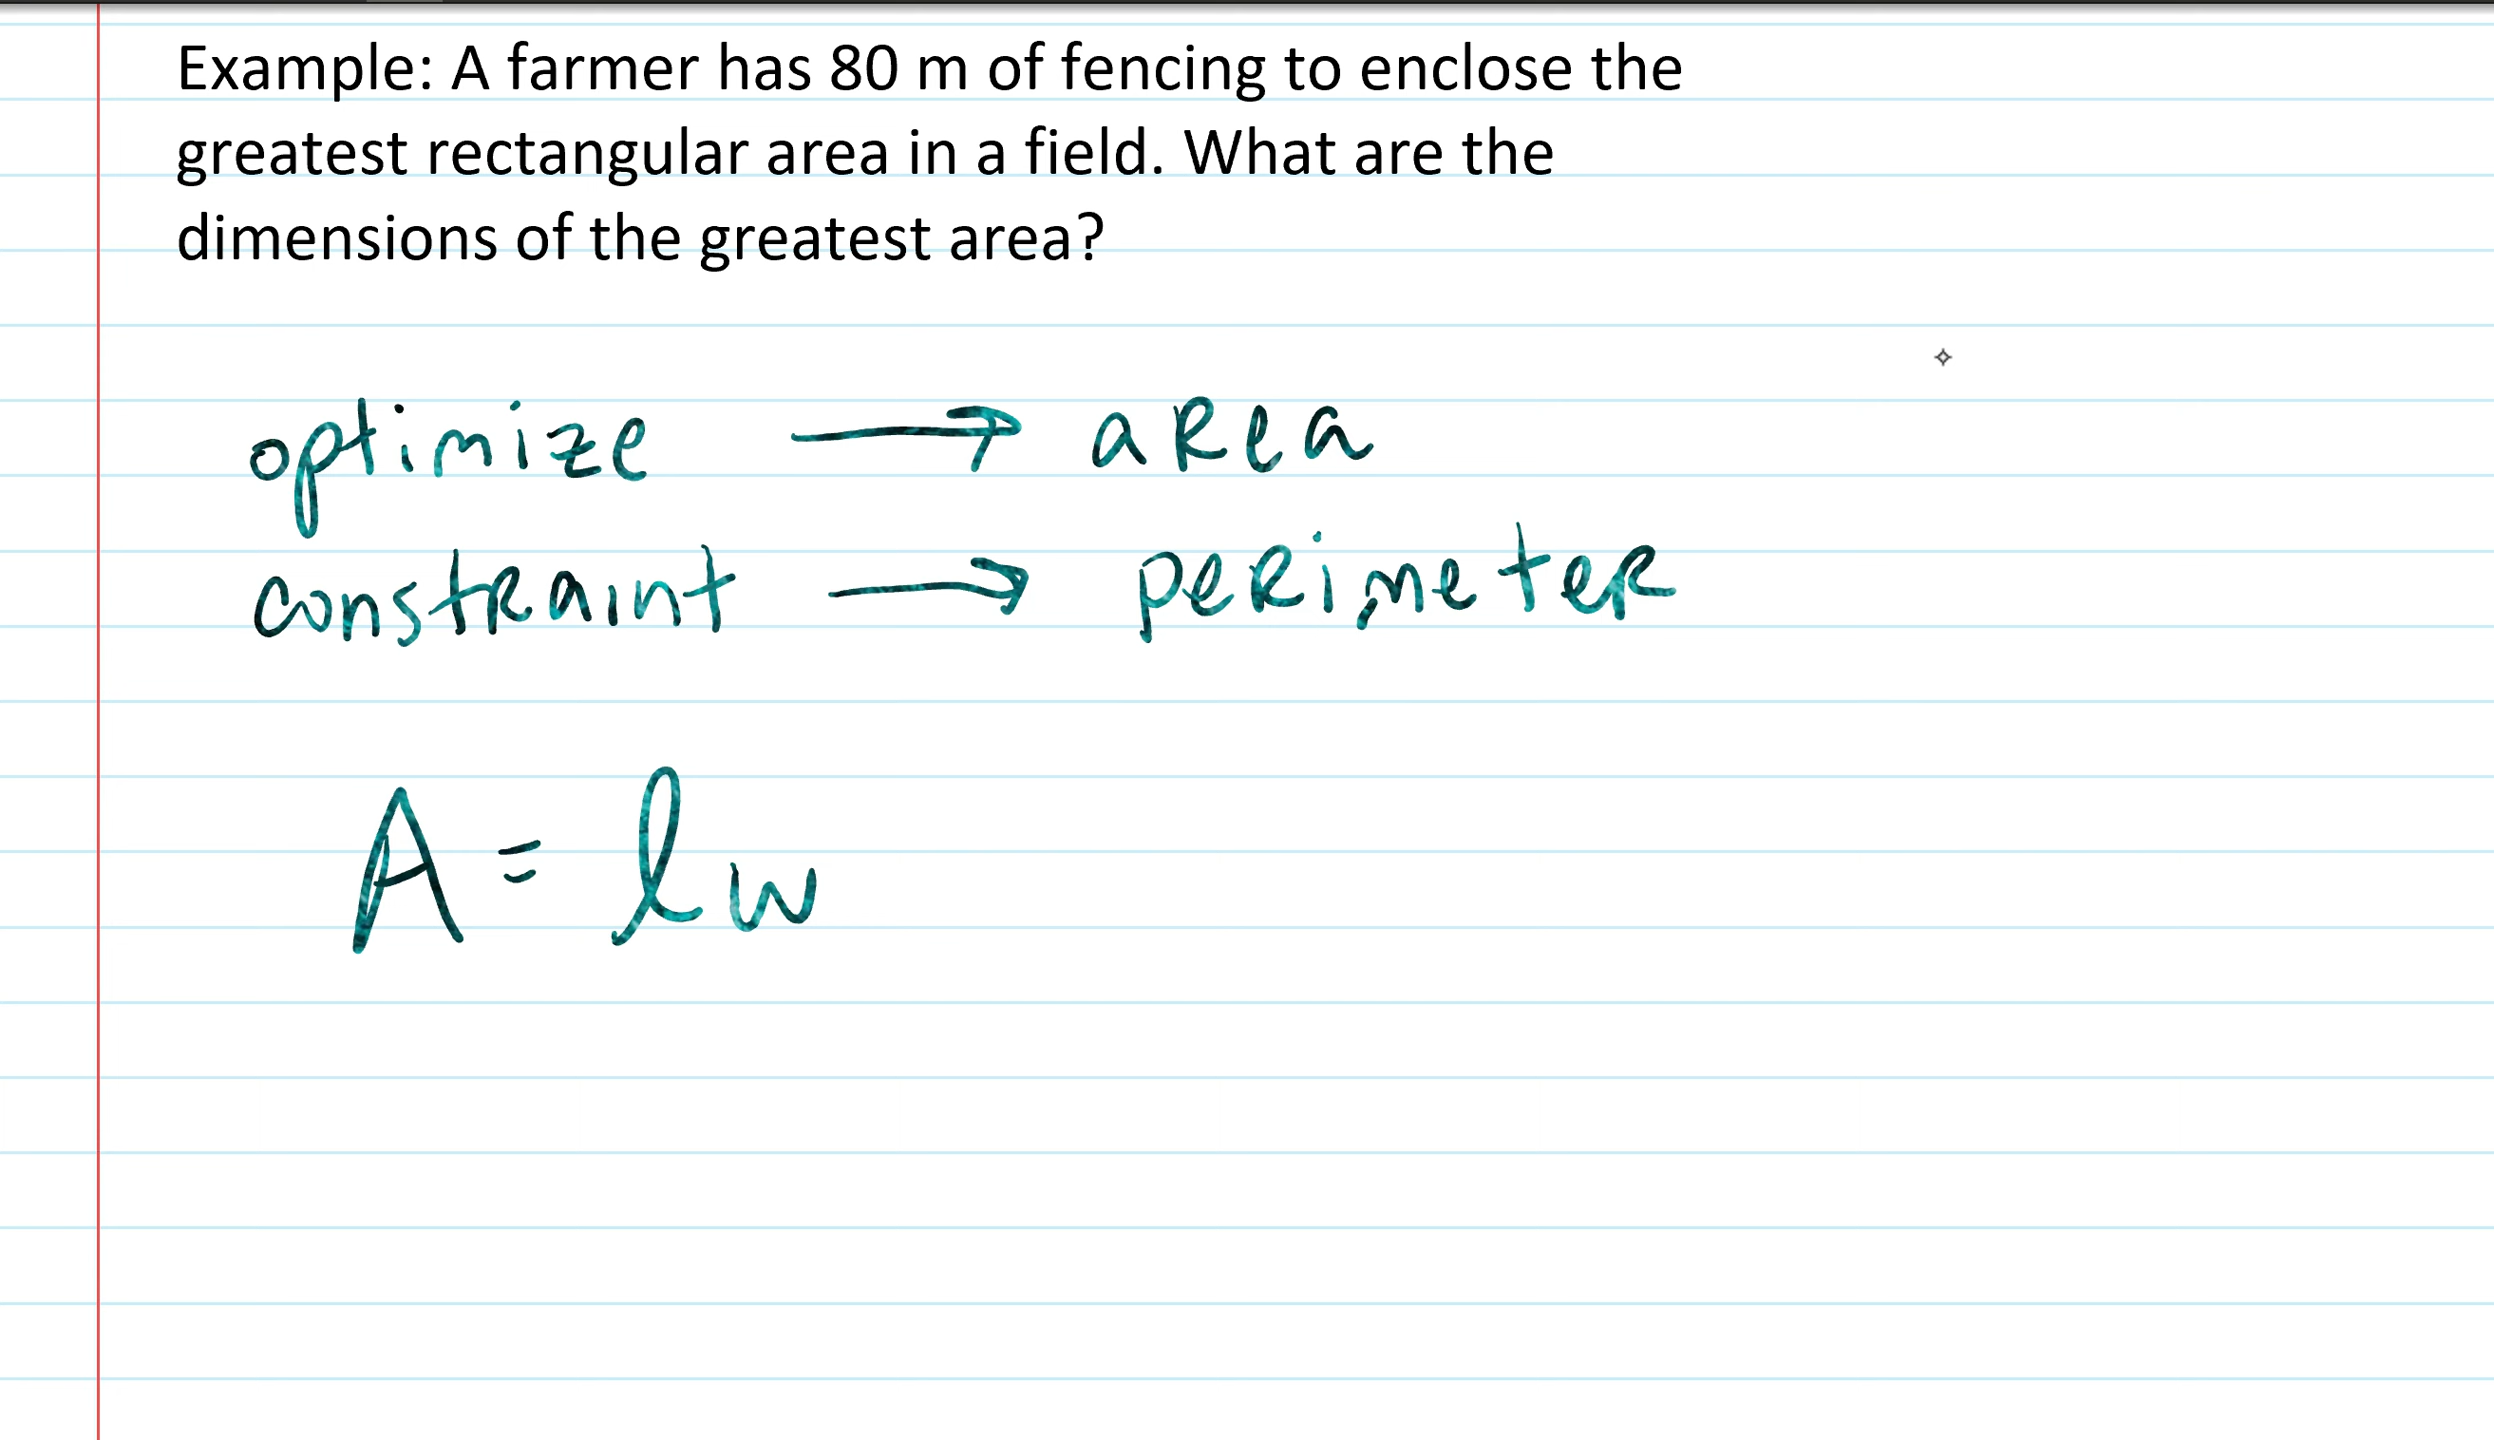 Example: A farmer has 80 m of fencing to enclose the
greatest rectangular area in a field. What are the
dimensions of the greatest area?
optimize → area
constraint → perimeter
A = lw